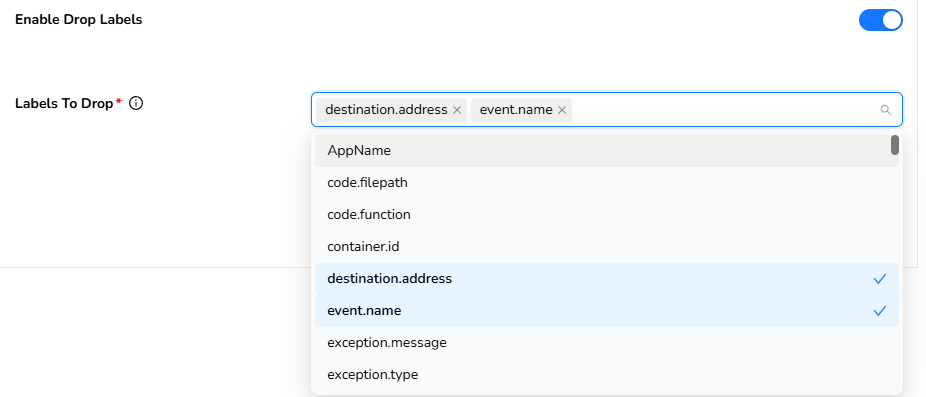 Enable Drop Labels
Labels To Drop*
destination.address × event.name ×
AppName
code.filepath
code.function
container.id
destination.address
event.name
exception.message
exception.type